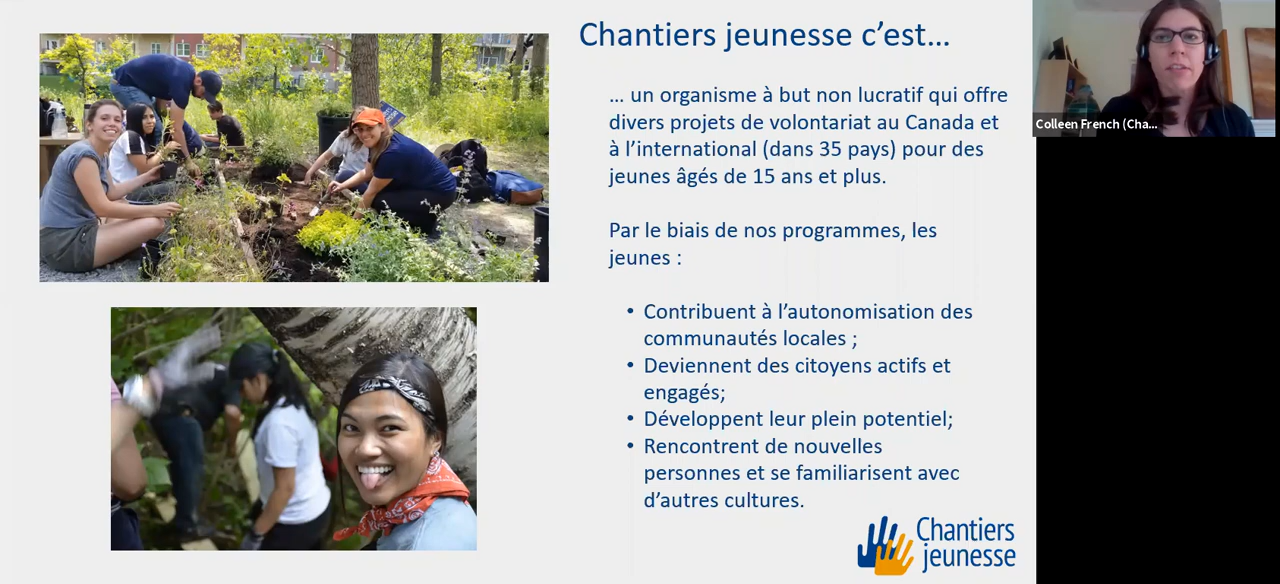 Chantiers jeunesse c’est…
… un organisme à but non lucratif qui offre
divers projets de volontariat au Canada et
à l’international (dans 35 pays) pour des
jeunes âgés de 15 ans et plus.
Par le biais de nos programmes, les
jeunes :
• Contribuent à l’autonomisation des
communautés locales ;
• Deviennent des citoyens actifs et
engagés;
• Développent leur plein potentiel;
• Rencontrent de nouvelles
personnes et se familiarisent avec
d’autres cultures.
Chantiers
jeunesse
Colleen French (Cha...